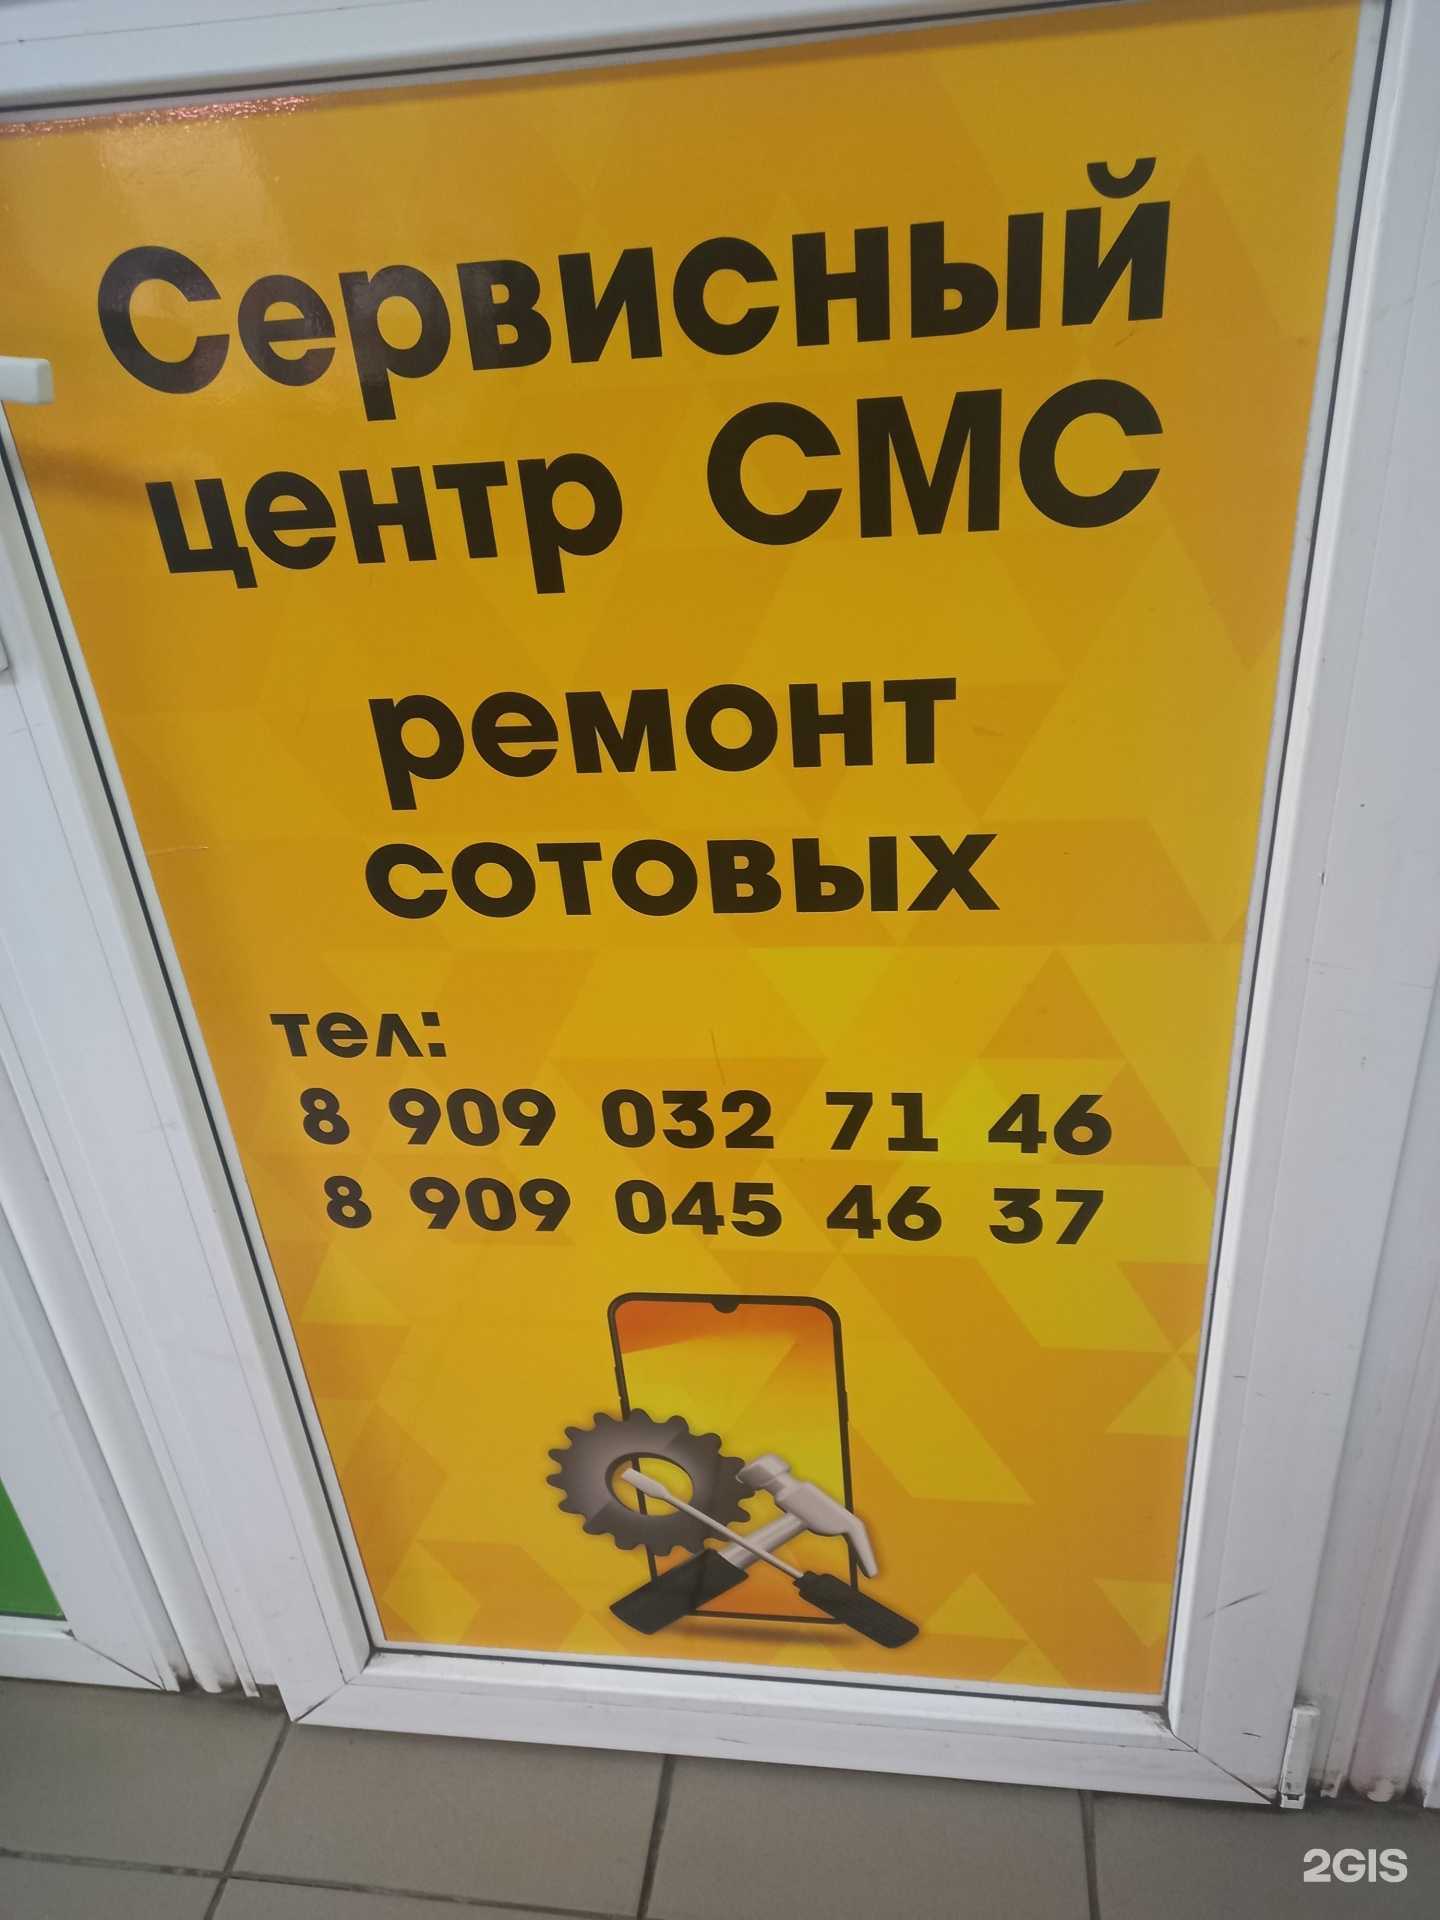 Сервисный
центр СМС
ремонт
сотовых
тел:
8 909 032 71 46
8 909 045 46 37
2GIS